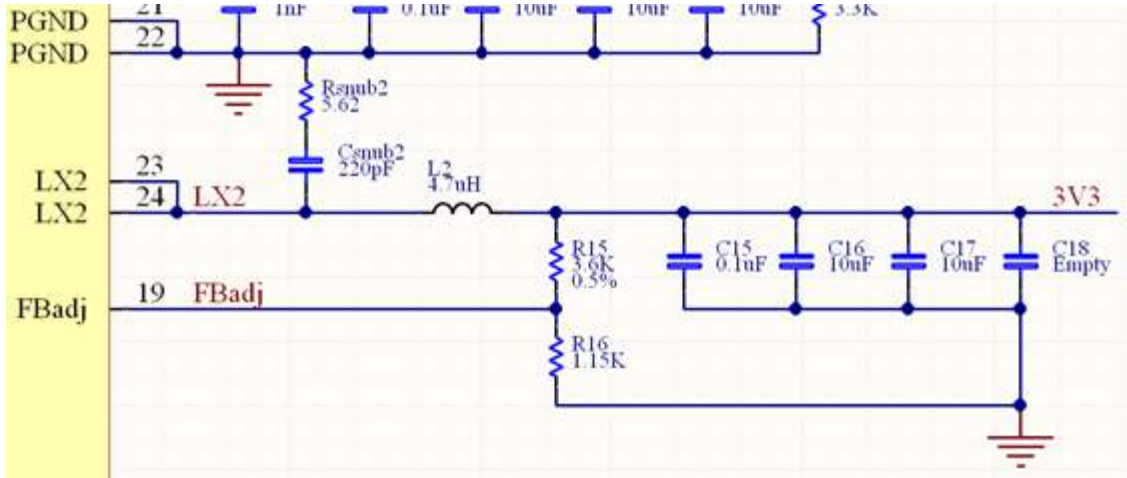 PGND
21
PGND
22
1nF
0.1uF
10uF
10uF
10uF
3.3K
Rsnub2
5.62
Csnub2
220pF
LX2
23
LX2
24
LX2
L2
4.7uH
3V3
R15
3.6K
0.5%
C15
0.1uF
C16
10uF
C17
10uF
C18
Empty
FBadj
19
FBadj
R16
1.15K